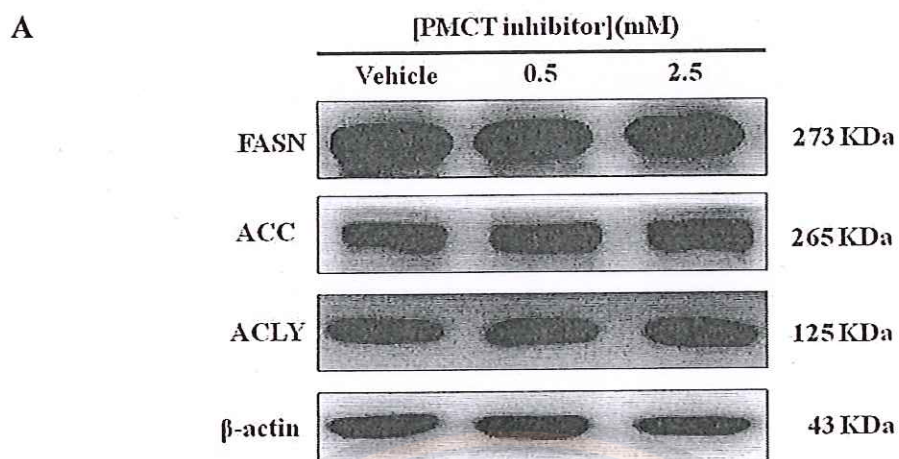 A
[PMCT inhibitor](mM)
Vehicle 0.5 2.5
FASN 273 KDa
ACC 265 KDa
ACLY 125 KDa
β-actin 43 KDa